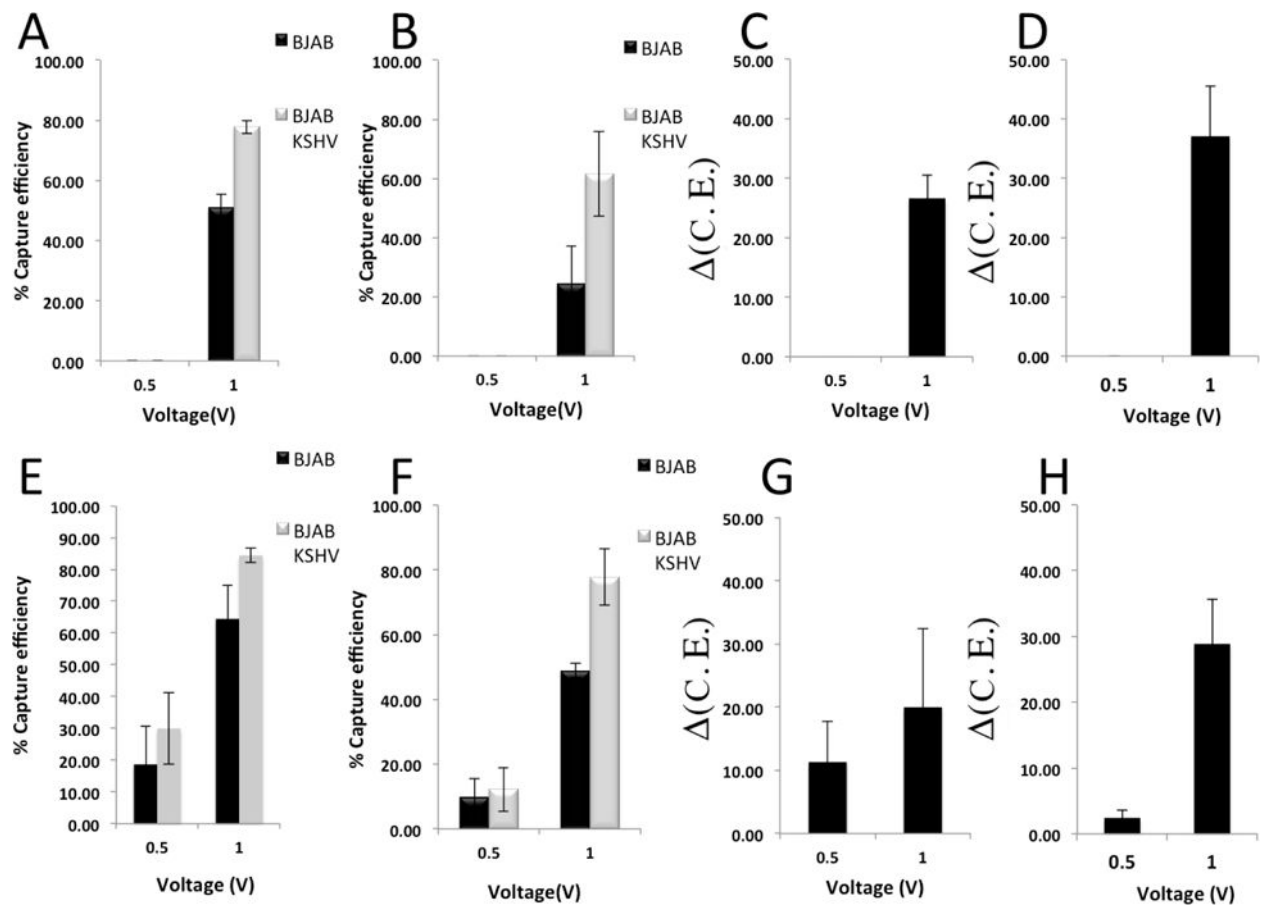 A
BJAB
BJAB
KSHV
% Capture efficiency
100.00
80.00
60.00
40.00
20.00
0.00
0.5
1
Voltage(V)
B
BJAB
BJAB
KSHV
% Capture efficiency
100.00
80.00
60.00
40.00
20.00
0.00
0.5
1
Voltage(V)
C
Δ(C. E.)
50.00
40.00
30.00
20.00
10.00
0.00
0.5
1
Voltage (V)
D
Δ(C. E.)
50.00
40.00
30.00
20.00
10.00
0.00
0.5
1
Voltage (V)
E
BJAB
BJAB
KSHV
% Capture efficiency
100.00
90.00
80.00
70.00
60.00
50.00
40.00
30.00
20.00
10.00
0.00
0.5
1
Voltage (V)
F
BJAB
BJAB
KSHV
% Capture efficiency
100.00
80.00
60.00
40.00
20.00
0.00
0.5
1
Voltage(V)
G
Δ(C. E.)
50.00
40.00
30.00
20.00
10.00
0.00
0.5
1
Voltage (V)
H
Δ(C. E.)
50.00
40.00
30.00
20.00
10.00
0.00
0.5
1
Voltage (V)